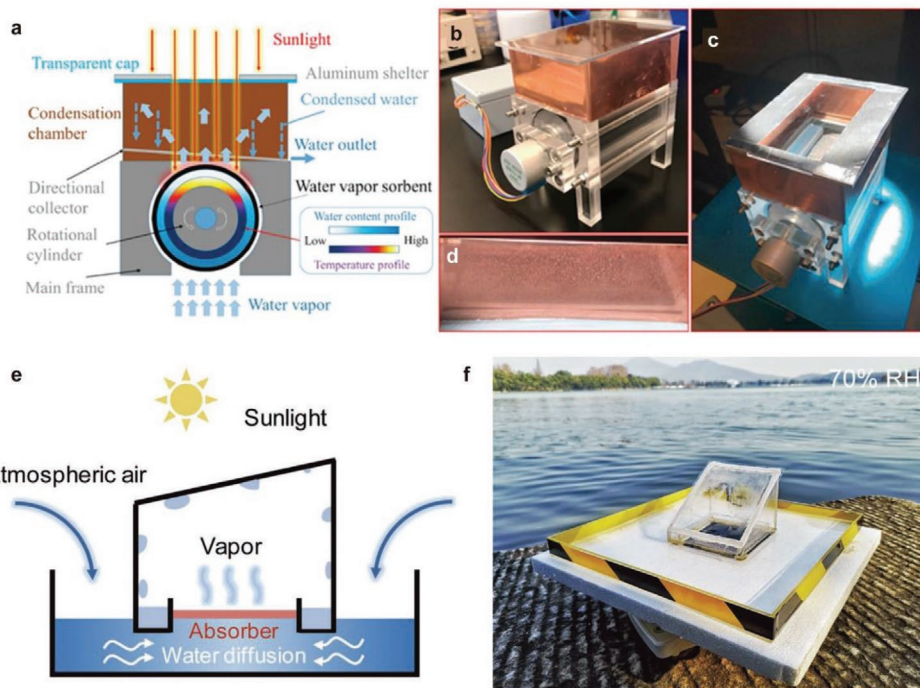 a
Sunlight
Transparent cap
Aluminum shelter
Condensed water
Condensation
chamber
Water outlet
Directional
collector
Water vapor sorbent
Rotational
cylinder
Water content profile
Low
High
Temperature profile
Main frame
Water vapor
b
c
d
e
Sunlight
tmospheric air
Vapor
Absorber
Water diffusion
f
70% RH